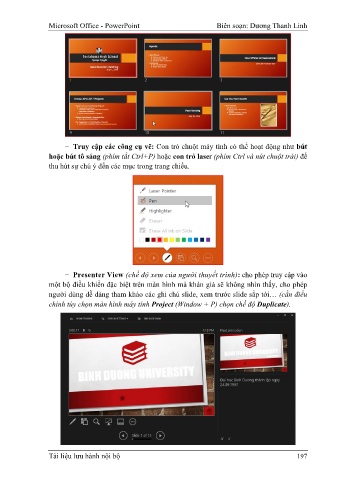 Microsoft Office - PowerPoint Biên soạn: Dương Thanh Linh
Agenda
− Truy cập các công cụ vẽ: Con trỏ chuột máy tính có thể hoạt động như bút
hoặc bút tô sáng (phím tắt Ctrl+P) hoặc con trỏ laser (phím Ctrl và nút chuột trái) để
thu hút sự chú ý đến các mục trong trang chiếu.
Laser Pointer
Pen
Highlighter
Eraser
Erase All Ink on Slide
− Presenter View (chế độ xem của người thuyết trình): cho phép truy cập vào
một bộ điều khiển đặc biệt trên màn hình mà khán giả sẽ không nhìn thấy, cho phép
người dùng dễ dàng tham khảo các ghi chú slide, xem trước slide sắp tới… (cần điều
chỉnh tùy chọn màn hình máy tính Project (Window + P) chọn chế độ Duplicate).
BINH DUONG UNIVERSITY
Tài liệu lưu hành nội bộ 197